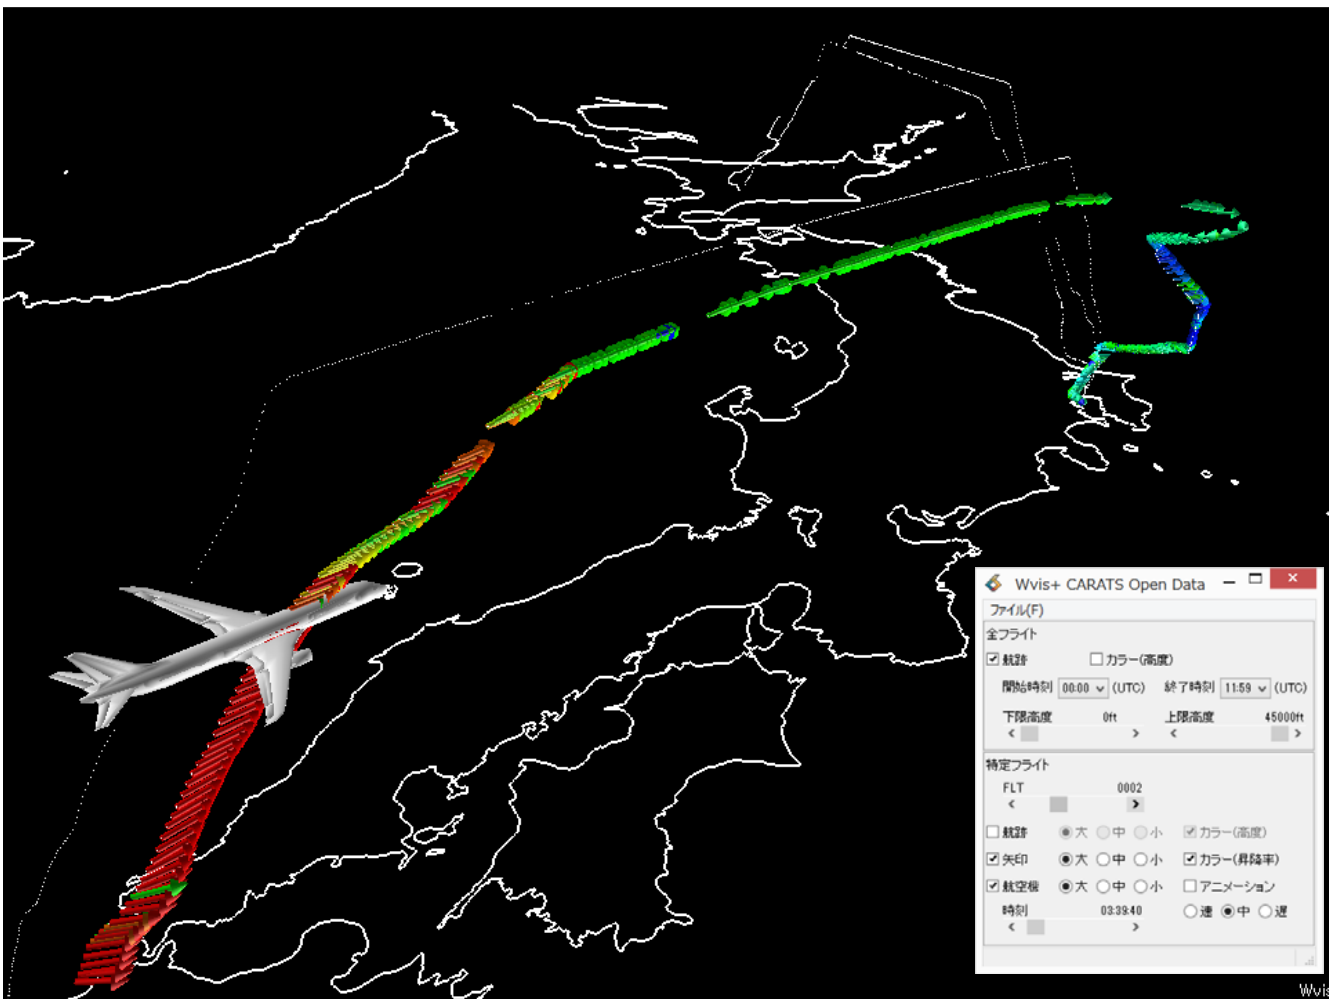 Wvis+ CARATS Open Data
ファイル(F)
全フライト
航跡 カラー(高度)
開始時刻 00:00 (UTC) 終了時刻 11:59 (UTC)
下限高度 0ft 上限高度 45000ft
特定フライト
FLT 0002
航跡 大 中 小 カラー(高度)
矢印 大 中 小 カラー(昇降率)
航空機 大 中 小 アニメーション
時刻 03:39:40 速 中 遅
Wvis